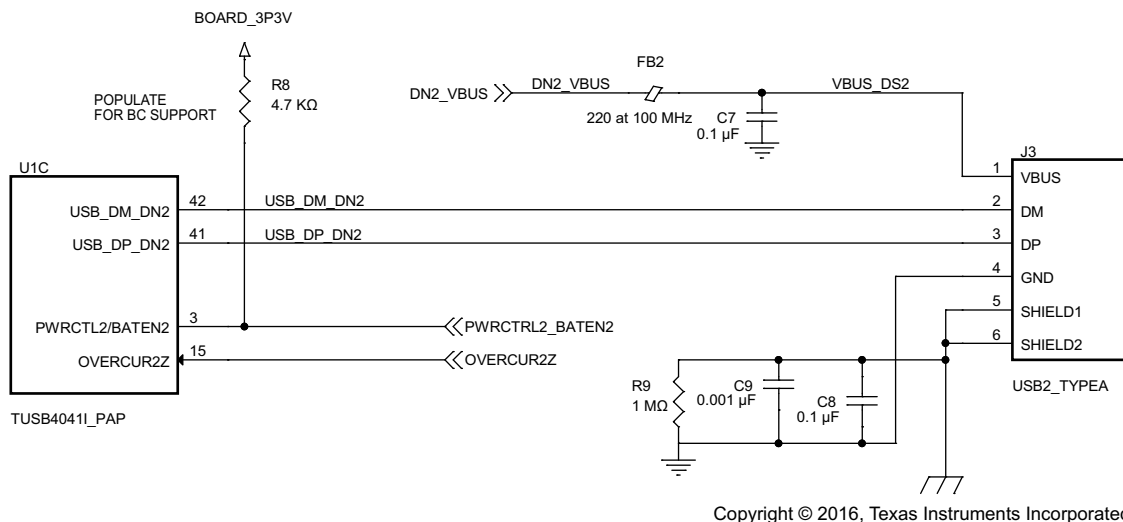 BOARD_3P3V
FB2
R8
4.7 KΩ
DN2_VBUS
DN2_VBUS
VBUS_DS2
POPULATE
FOR BC SUPPORT
220 at 100 MHz
C7
0.1 µF
U1C
J3
1
VBUS
USB_DM_DN2
42
USB_DM_DN2
2
DM
USB_DP_DN2
41
USB_DP_DN2
3
DP
4
GND
5
SHIELD1
PWRCTL2/BATEN2
3
PWRCTRL2_BATEN2
6
SHIELD2
OVERCUR2Z
15
OVERCUR2Z
R9
1 MΩ
C9
0.001 µF
C8
0.1 µF
USB2_TYPEA
TUSB4041I_PAP
Copyright © 2016, Texas Instruments Incorporated